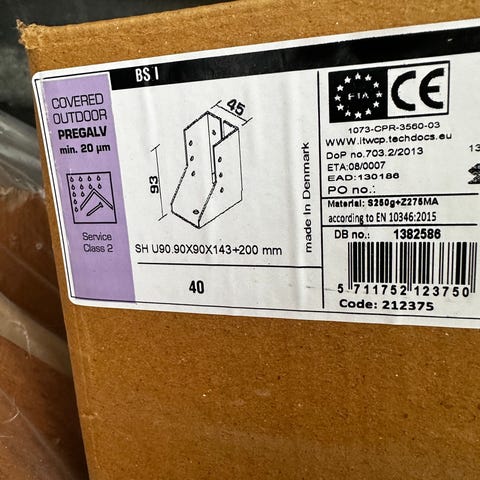 BS I
COVERED
OUTDOOR
PREGALV
min. 20 µm
Service
Class 2
45
93
SH U90.90X90X143+200 mm
40
made in Denmark
ETA
CE
1073-CPR-3560-03
www.itwcp.techdocs.eu
DoP no.703.2/2013
ETA:08/0007
EAD:130186
PO no.:
13
Material: S250g+Z275MA
according to EN 10346:2015
DB no.: 1382586
5 711752 123750
Code: 212375